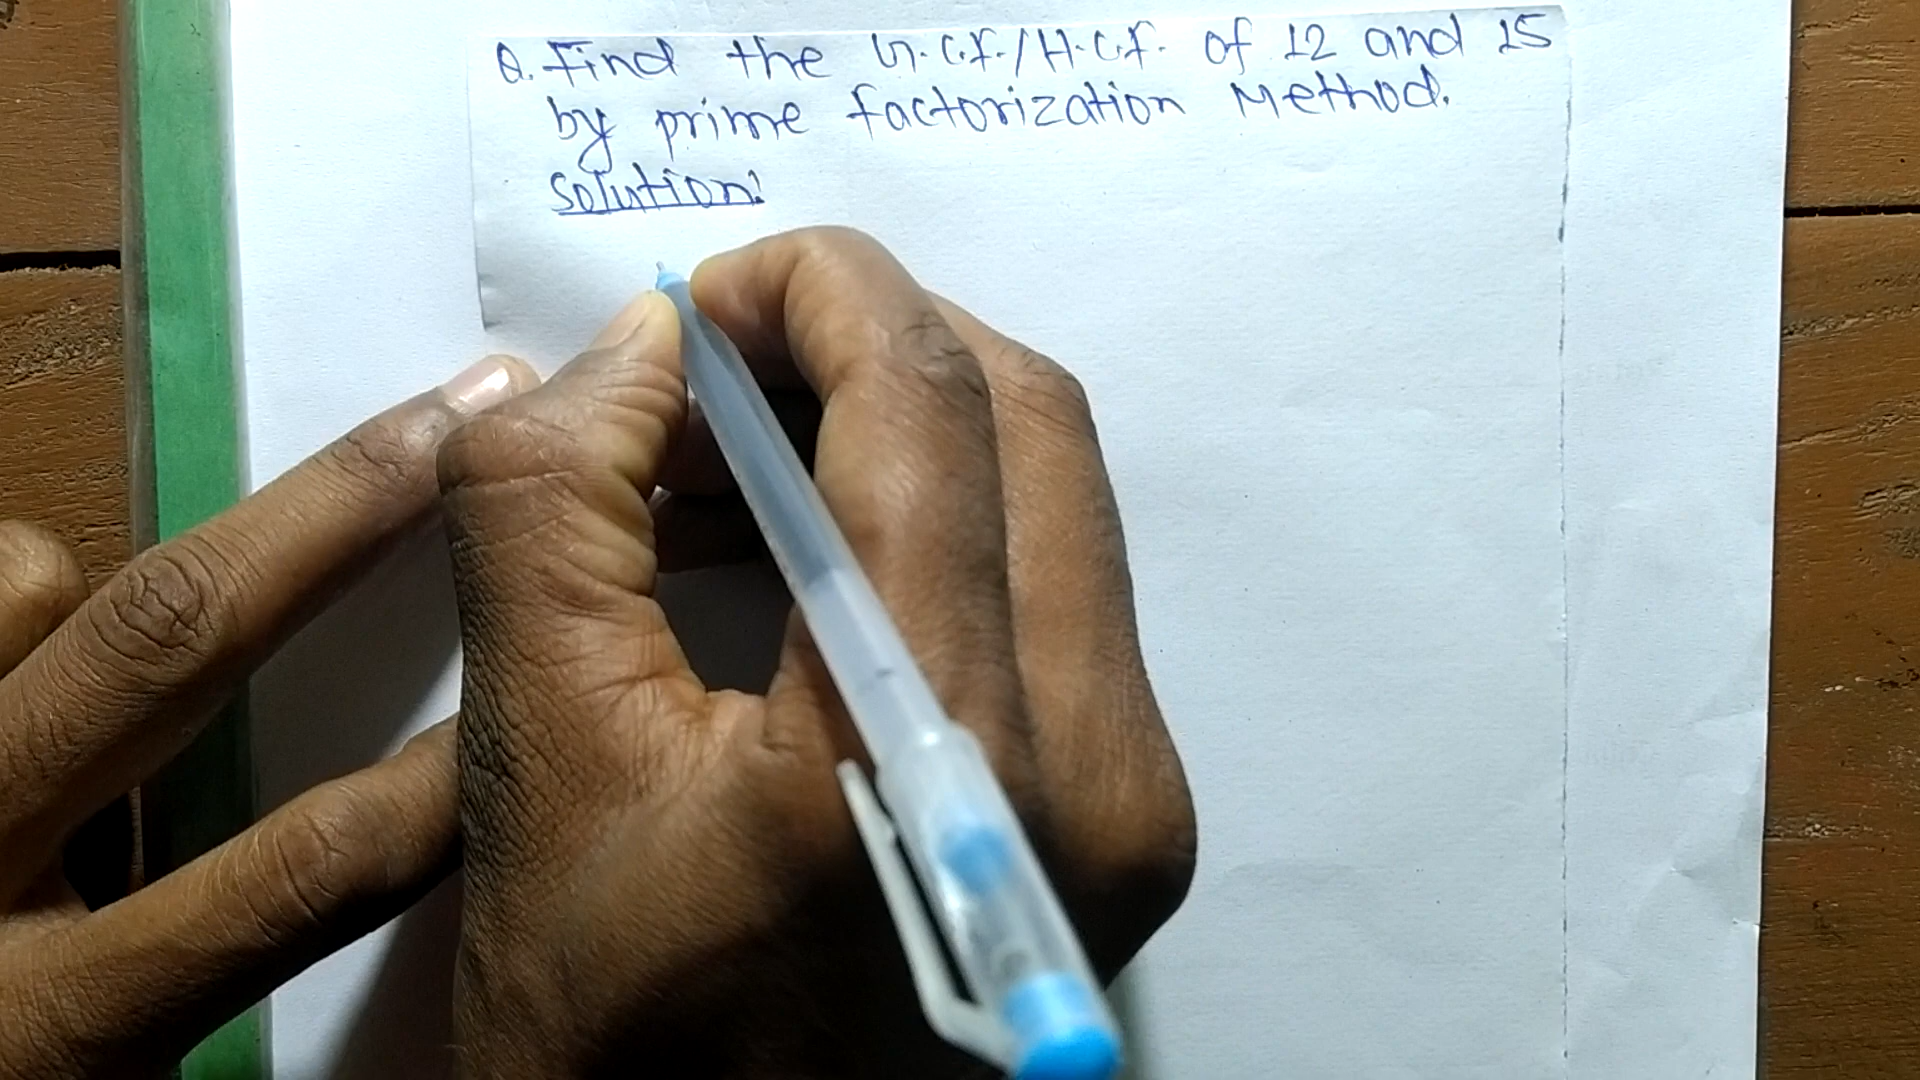 Q. Find the G.C.F./H.C.F. of 12 and 15
by prime factorization Method.
Solution: